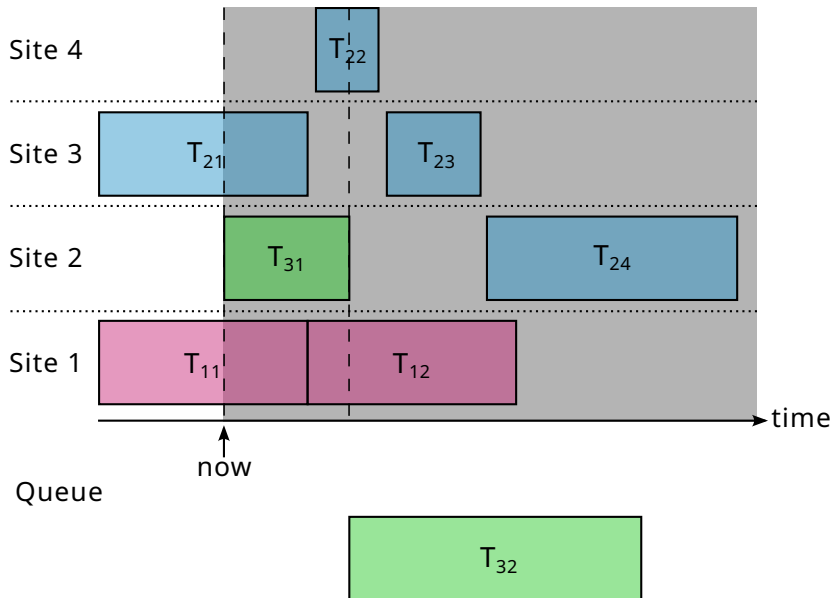 Site 4
T22
Site 3
T21
T23
Site 2
T31
T24
Site 1
T11
T12
time
now
Queue
T32